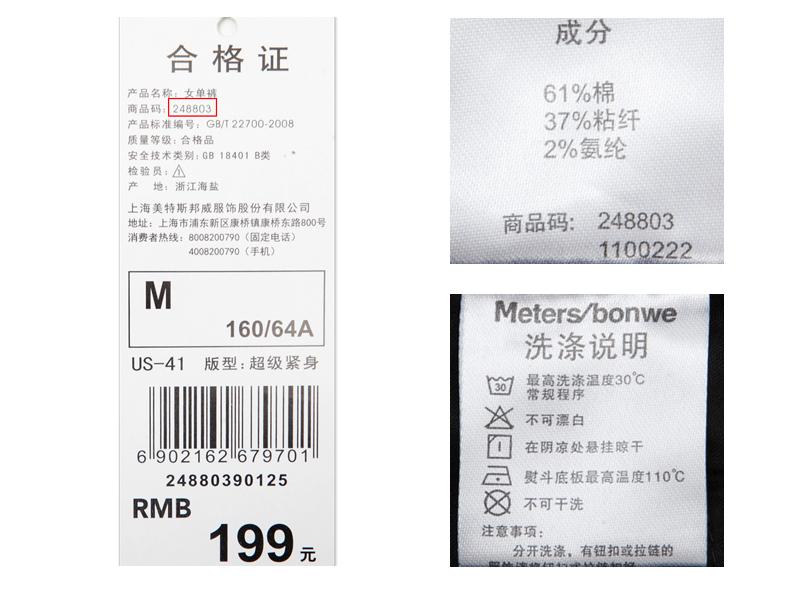 合格证
产品名称：女单裤
商品码：248803
产品标准编号：GB/T 22700-2008
质量等级：合格品
安全技术类别：GB 18401 B类
检验员：
产 地：浙江海盐
上海美特斯邦威服饰股份有限公司
地址：上海市浦东新区康桥镇康桥东路800号
消费者热线：8008200790（固定电话）
4008200790（手机）
M
160/64A
US-41 版型：超级紧身
6 902162 679701
24880390125
RMB
199元
成分
61%棉
37%粘纤
2%氨纶
商品码： 248803
1100222
Meters/bonwe
洗涤说明
30
最高洗涤温度30℃
常规程序
不可漂白
在阴凉处悬挂晾干
熨斗底板最高温度110℃
不可干洗
注意事项：
分开洗涤，有钮扣或拉链的